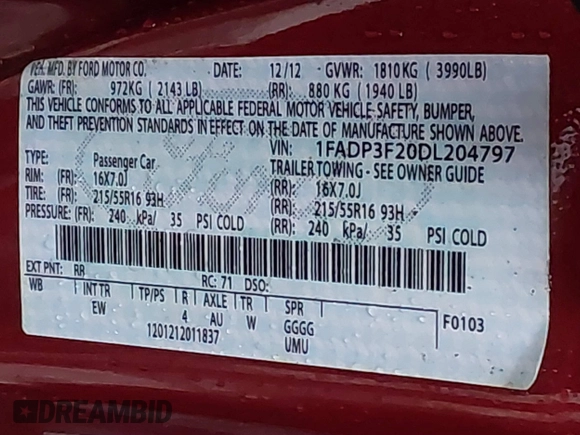 VEH. MFD. BY FORD MOTOR CO. DATE: 12/12 GVWR: 1810 KG ( 3990LB)
GAWR: (FR): 972KG ( 2143 LB) (RR): 880 KG ( 1940 LB)
THIS VEHICLE CONFORMS TO ALL APPLICABLE FEDERAL MOTOR VEHICLE SAFETY, BUMPER,
AND THEFT PREVENTION STANDARDS IN EFFECT ON THE DATE OF MANUFACTURE SHOWN ABOVE.
VIN: 1FADP3F20DL204797
TYPE: Passenger Car TRAILER TOWING - SEE OWNER GUIDE
RIM: (FR): 16X7.0J (RR): 16X7.0J
TIRE: (FR): 215/55R16 93H (RR): 215/55R16 93H
PRESSURE: (FR): 240 kPa/ 35 PSI COLD (RR): 240 kPa/ 35 PSI COLD
EXT PNT: RR RC: 71 DSO:
WB INT TR TP/PS R AXLE TR SPR
EW 4 AU W GGGG F0103
1201212011837 UMU
DREAMBID